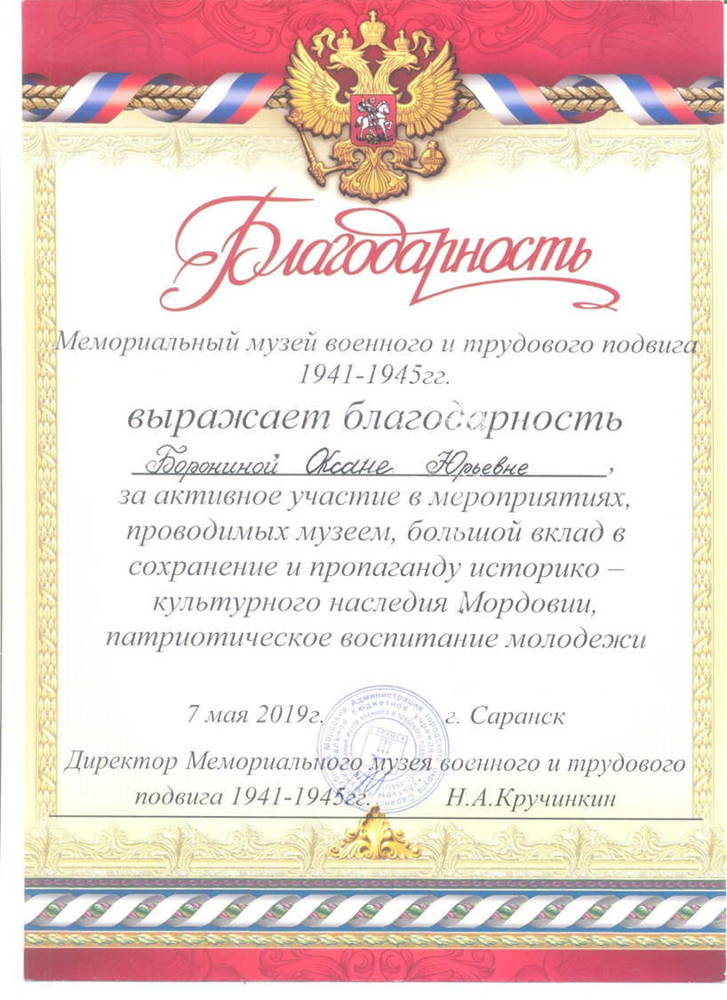 Благодарность
Мемориальный музей военного и трудового подвига
1941-1945гг.
выражает благодарность
Борониной Оксане Юрьевне,
за активное участие в мероприятиях,
проводимых музеем, большой вклад в
сохранение и пропаганду историко –
культурного наследия Мордовии,
патриотическое воспитание молодежи
7 мая 2019г. г. Саранск
Директор Мемориального музея военного и трудового
подвига 1941-1945гг. Н.А.Кручинкин
САРАНСК